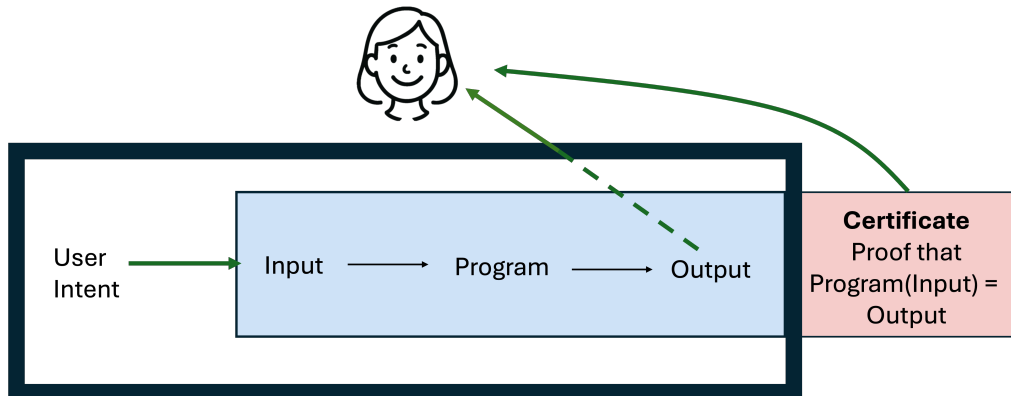 User
Intent
Input
Program
Output
Certificate
Proof that
Program(Input) =
Output